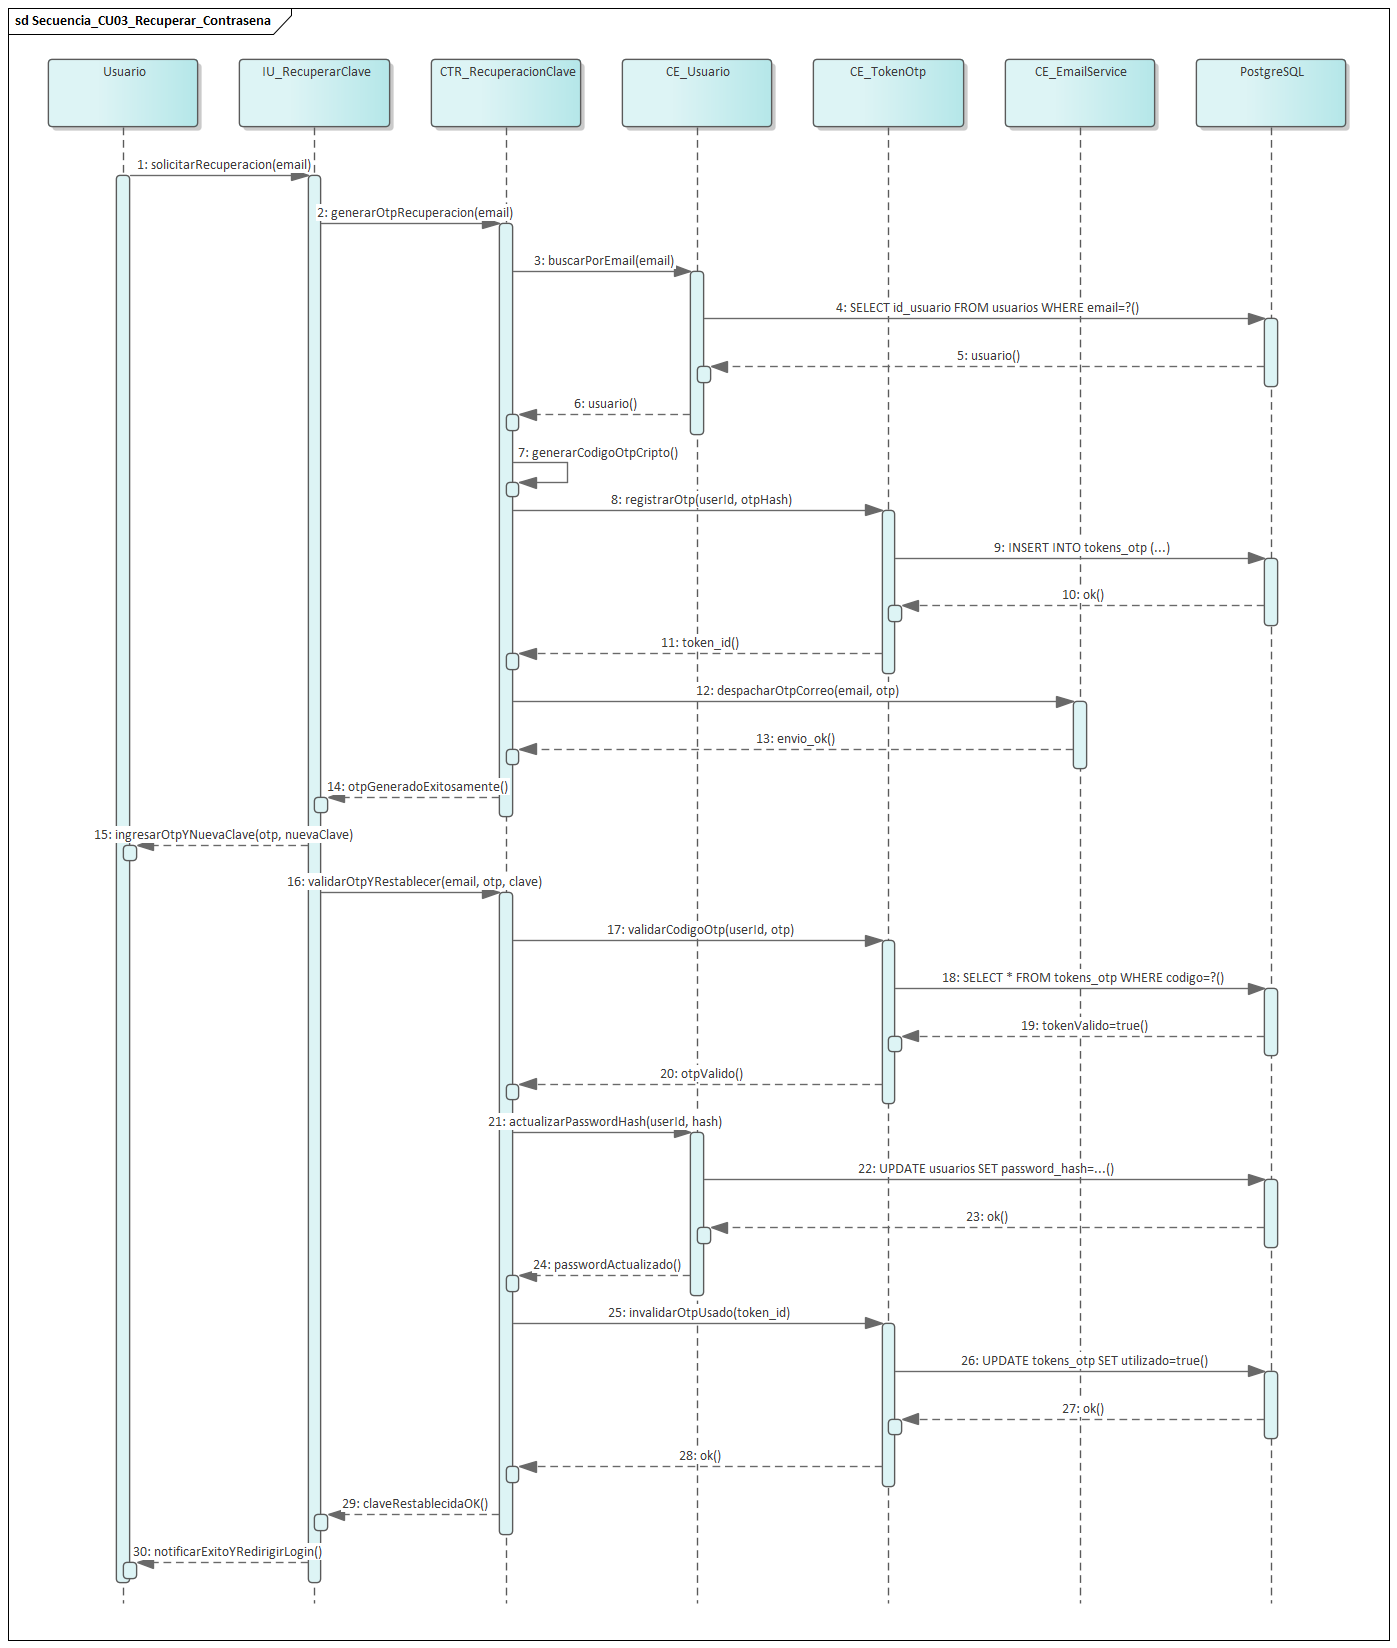 sd Secuencia_CU03_Recuperar_Contrasena
Usuario
IU_RecuperarClave
CTR_RecuperacionClave
CE_Usuario
CE_TokenOtp
CE_EmailService
PostgreSQL
1: solicitarRecuperacion(email)
2: generarOtpRecuperacion(email)
3: buscarPorEmail(email)
4: SELECT id_usuario FROM usuarios WHERE email=?()
5: usuario()
6: usuario()
7: generarCodigoOtpCripto()
8: registrarOtp(userId, otpHash)
9: INSERT INTO tokens_otp (...)
10: ok()
11: token_id()
12: despacharOtpCorreo(email, otp)
13: envio_ok()
14: otpGeneradoExitosamente()
15: ingresarOtpYNuevaClave(otp, nuevaClave)
16: validarOtpYRestablecer(email, otp, clave)
17: validarCodigoOtp(userId, otp)
18: SELECT * FROM tokens_otp WHERE codigo=?()
19: tokenValido=true()
20: otpValido()
21: actualizarPasswordHash(userId, hash)
22: UPDATE usuarios SET password_hash=...()
23: ok()
24: passwordActualizado()
25: invalidarOtpUsado(token_id)
26: UPDATE tokens_otp SET utilizado=true()
27: ok()
28: ok()
29: claveRestablecidaOK()
30: notificarExitoYRedirigirLogin()